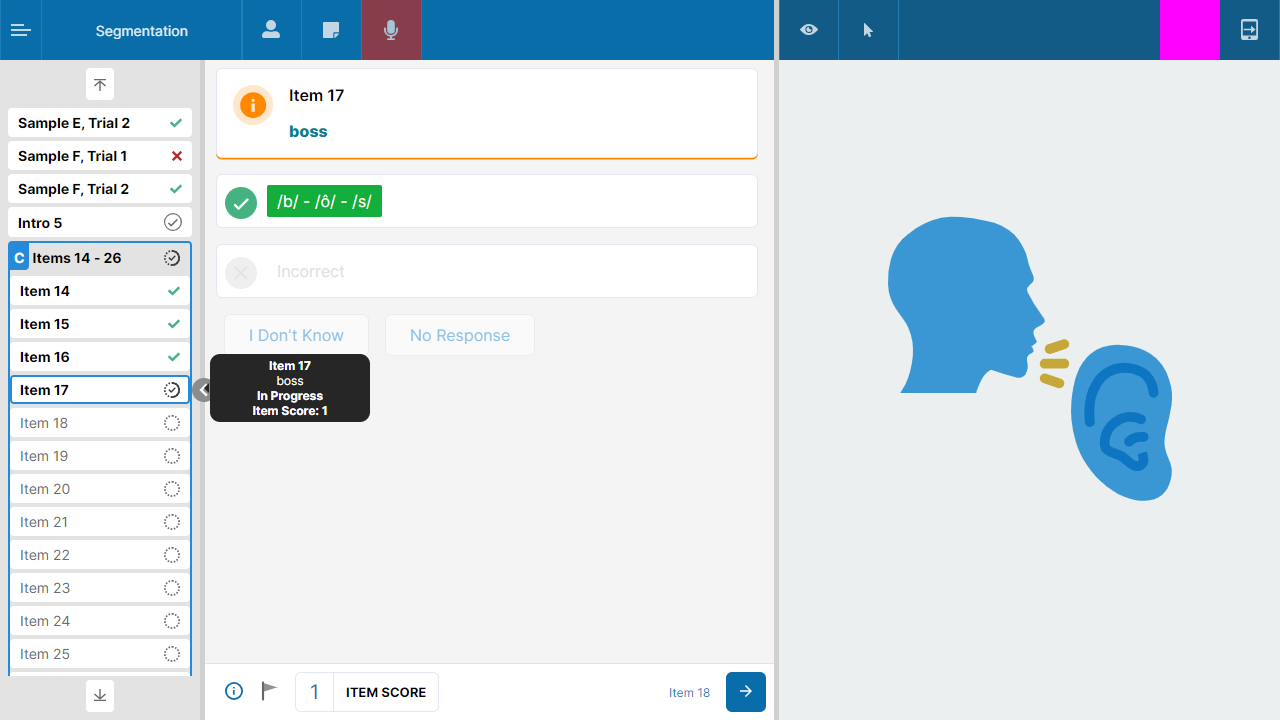 Segmentation
Sample E, Trial 2
Sample F, Trial 1
Sample F, Trial 2
Intro 5
C Items 14 - 26
Item 14
Item 15
Item 16
Item 17
Item 18
Item 19
Item 20
Item 21
Item 22
Item 23
Item 24
Item 25
Item 17
boss
/b/ - /ô/ - /s/
Incorrect
I Don't Know No Response
Item 17
boss
In Progress
Item Score: 1
1 ITEM SCORE Item 18